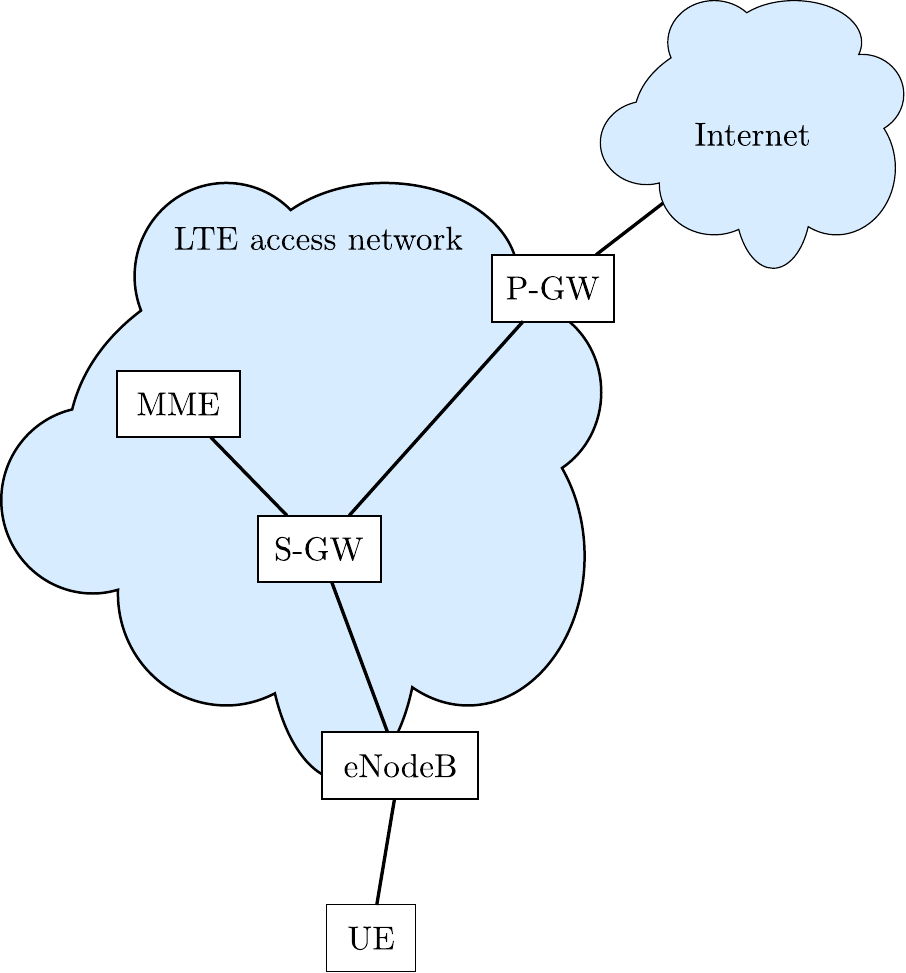 Internet
LTE access network
P-GW
MME
S-GW
eNodeB
UE